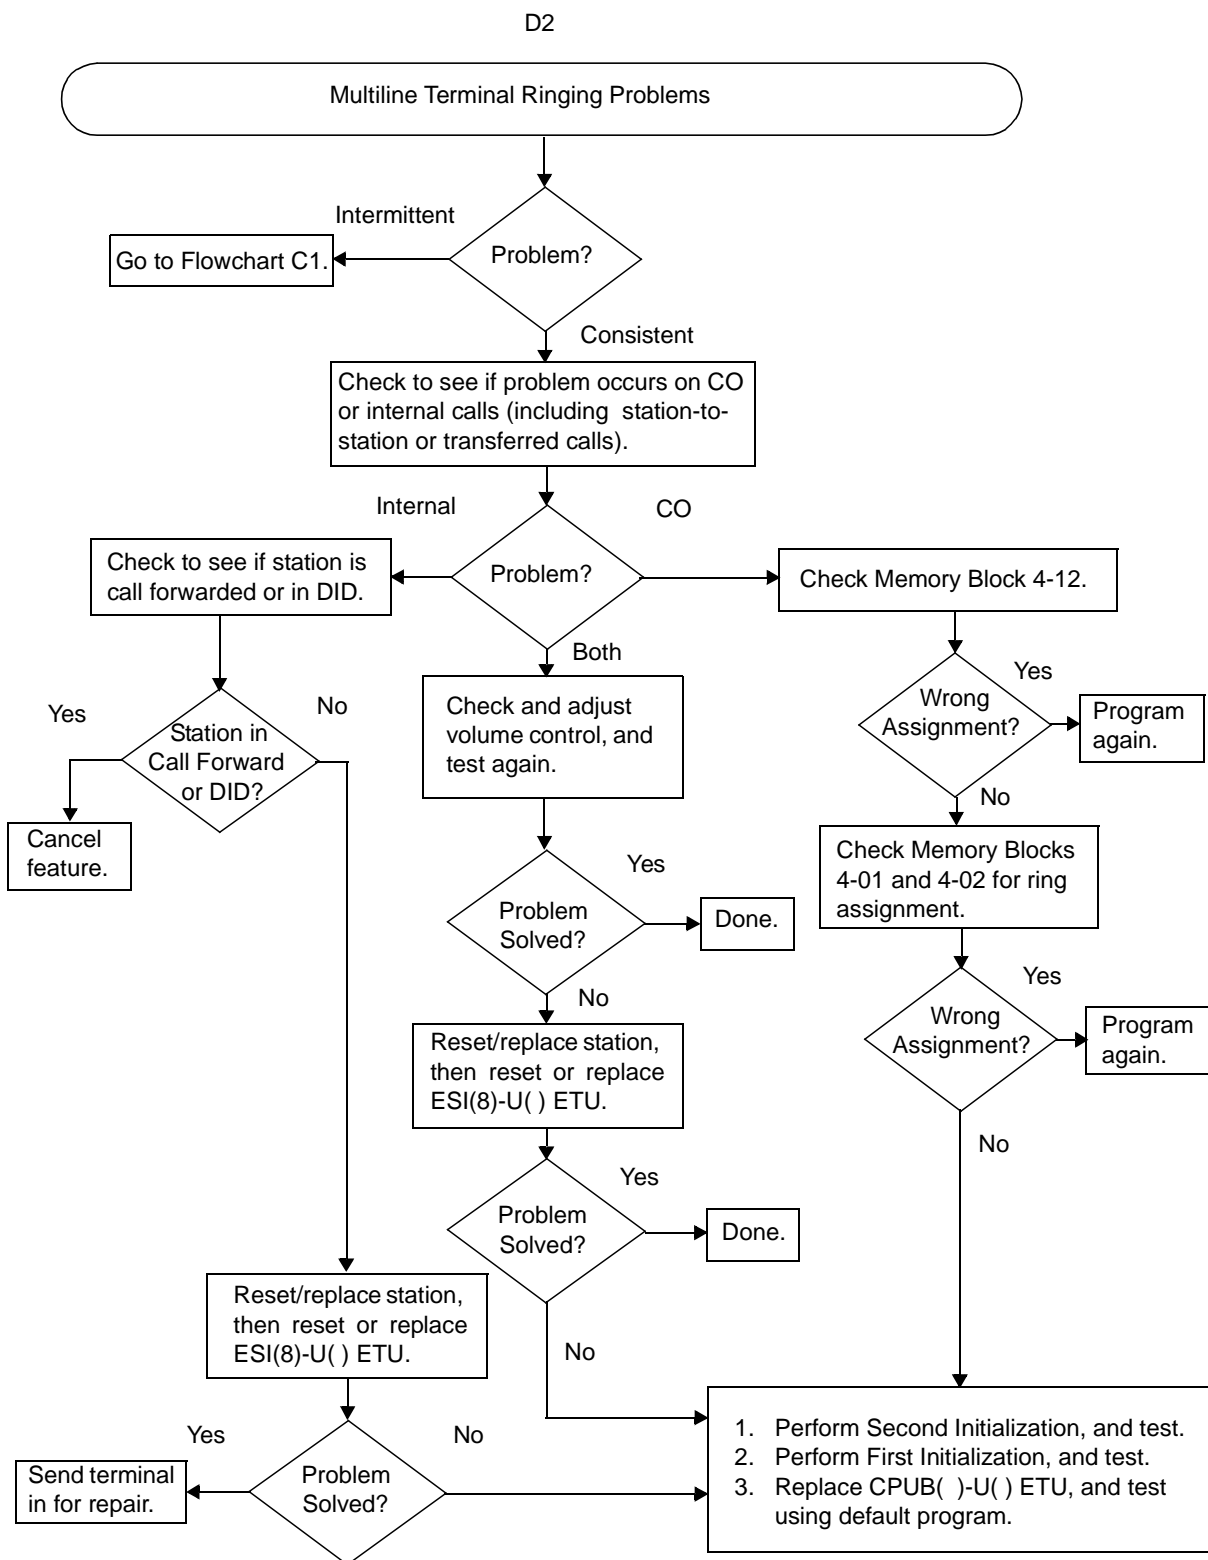 D2
Multiline Terminal Ringing Problems
Intermittent
Problem?
Go to Flowchart C1.
Consistent
Check to see if problem occurs on CO
or internal calls (including station-to-
station or transferred calls).
Internal
CO
Problem?
Check to see if station is
call forwarded or in DID.
Check Memory Block 4-12.
Both
Yes
No
Station in
Call Forward
or DID?
Cancel
feature.
Check and adjust
volume control, and
test again.
Wrong
Assignment?
Yes
Program
again.
No
Check Memory Blocks
4-01 and 4-02 for ring
assignment.
Problem
Solved?
Yes
Done.
No
Wrong
Assignment?
Yes
Program
again.
No
Reset/replace station,
then reset or replace
ESI(8)-U( ) ETU.
Problem
Solved?
Yes
Done.
No
Reset/replace station,
then reset or replace
ESI(8)-U( ) ETU.
Yes
No
Problem
Solved?
Send terminal
in for repair.
1. Perform Second Initialization, and test.
2. Perform First Initialization, and test.
3. Replace CPUB( )-U( ) ETU, and test
using default program.